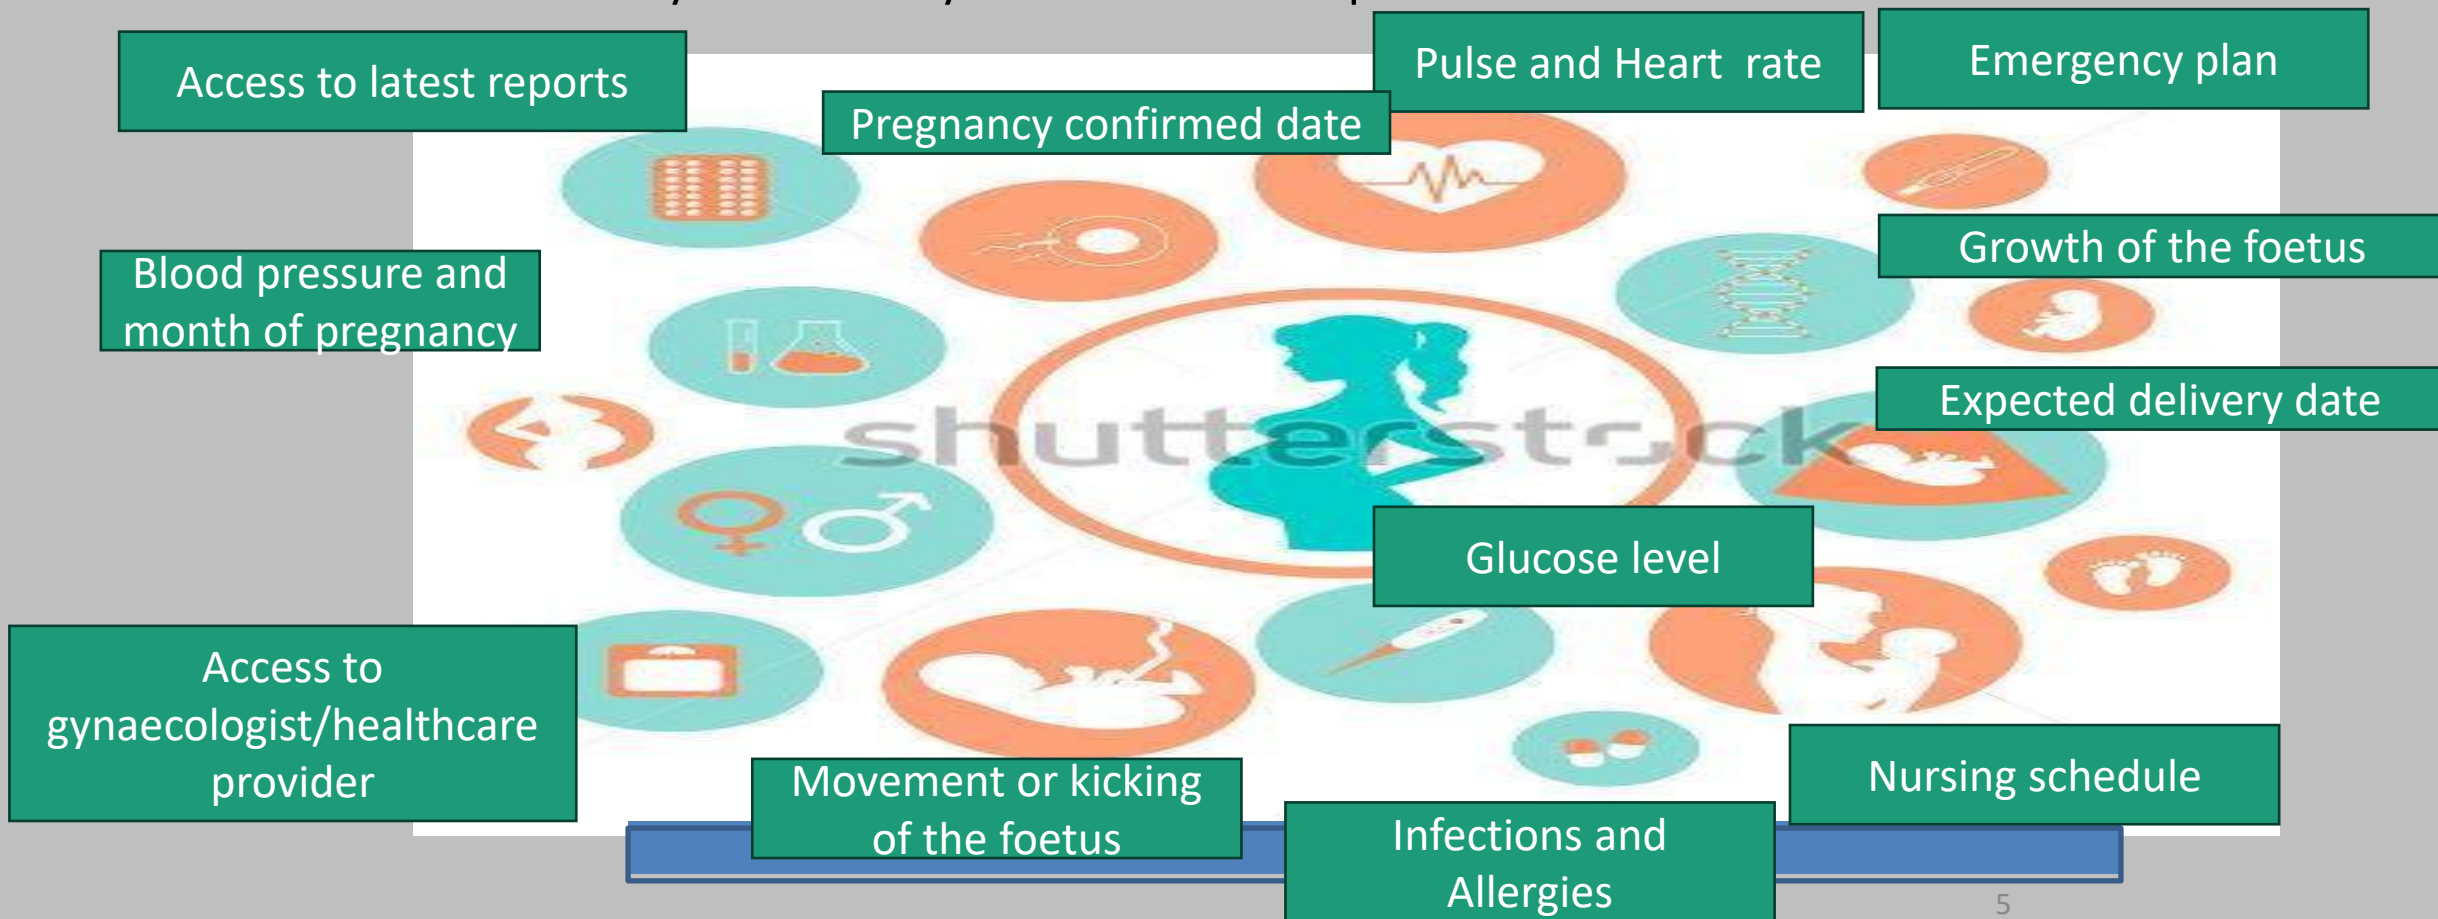 Access to latest reports
Pregnancy confirmed date
Pulse and Heart rate
Emergency plan
Blood pressure and
month of pregnancy
Growth of the foetus
Expected delivery date
shutterstock
Glucose level
Access to
gynaecologist/healthcare
provider
Movement or kicking
of the foetus
Infections and
Allergies
Nursing schedule
5